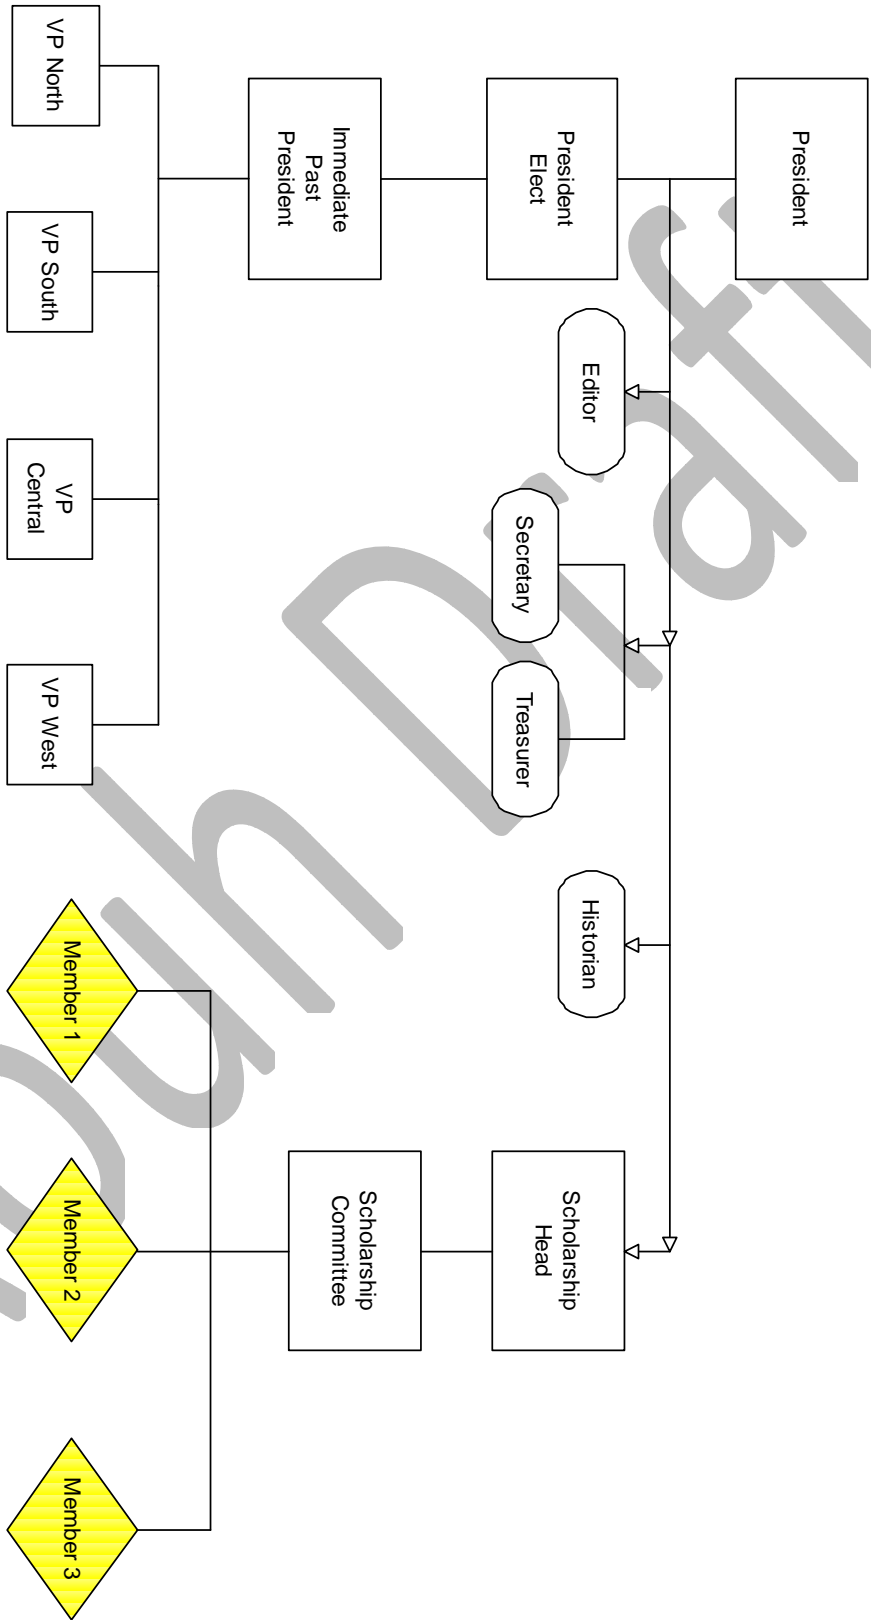 President
Editor
Historian
President
Elect
Secretary
Treasurer
Scholarship
Head
Immediate
Past
President
Scholarship
Committee
VP North
VP South
VP
Central
VP West
Member 1
Member 2
Member 3
Draft